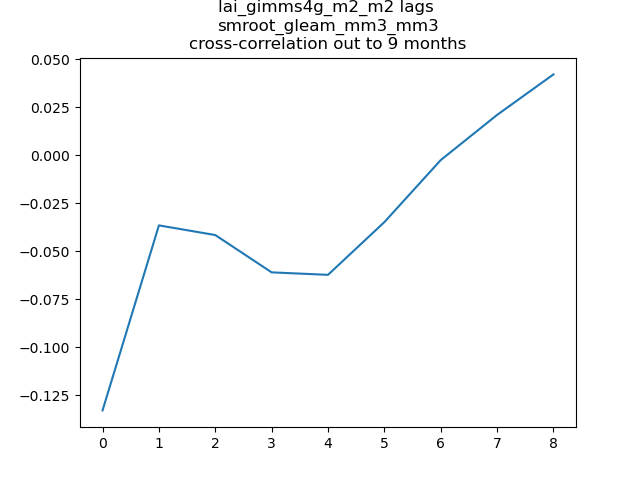 lai_gimms4g_m2_m2 lags
smroot_gleam_mm3_mm3
cross-correlation out to 9 months
0.050
0.025
0.000
−0.025
−0.050
−0.075
−0.100
−0.125
0 1 2 3 4 5 6 7 8